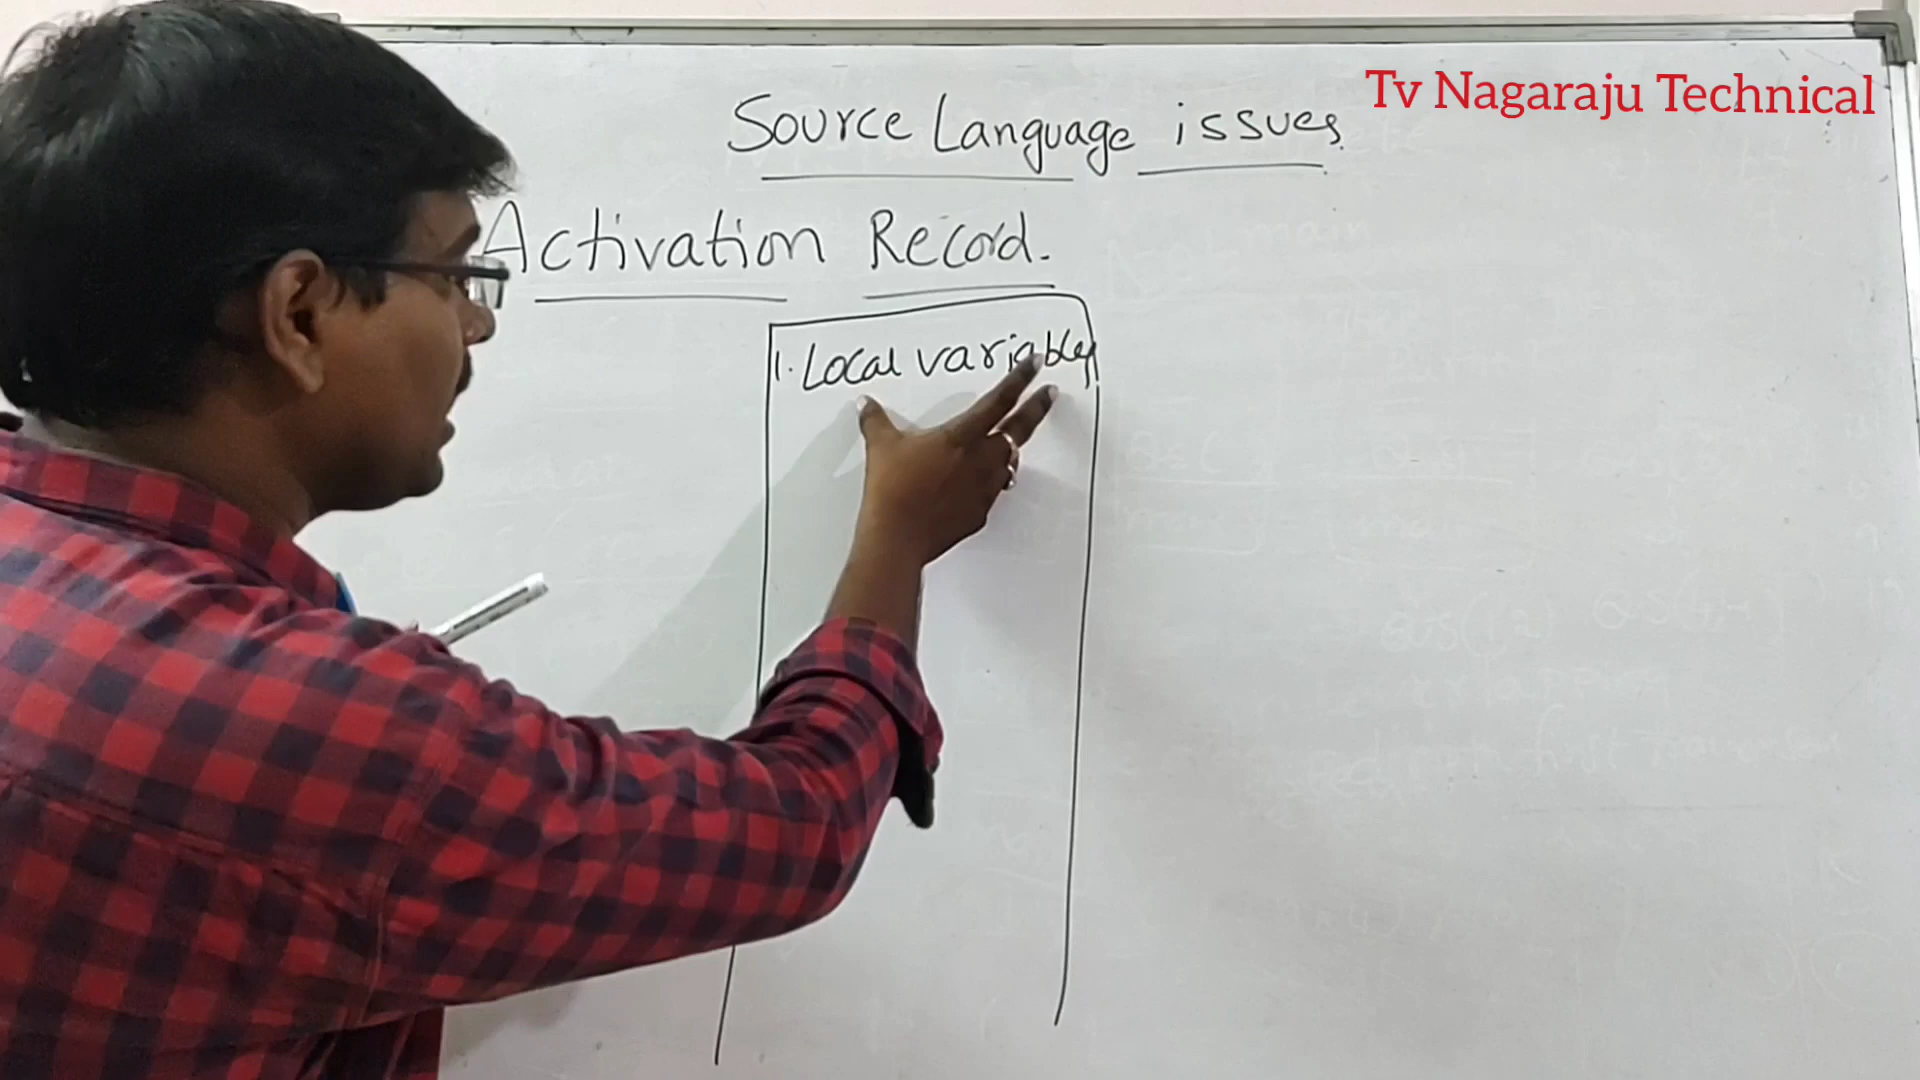 Tv Nagaraju Technical
Source Language issues.
Activation Record.
1. Local variables